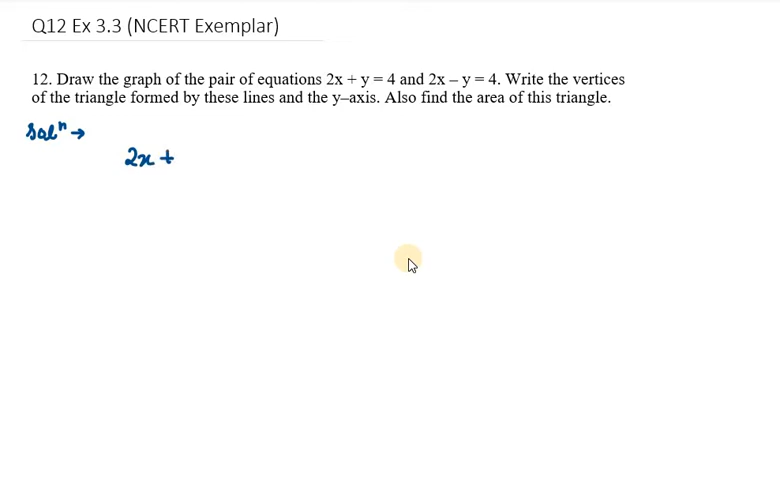 Q12 Ex 3.3 (NCERT Exemplar)
12. Draw the graph of the pair of equations 2x + y = 4 and 2x – y = 4. Write the vertices
of the triangle formed by these lines and the y–axis. Also find the area of this triangle.
Solⁿ →
2x +